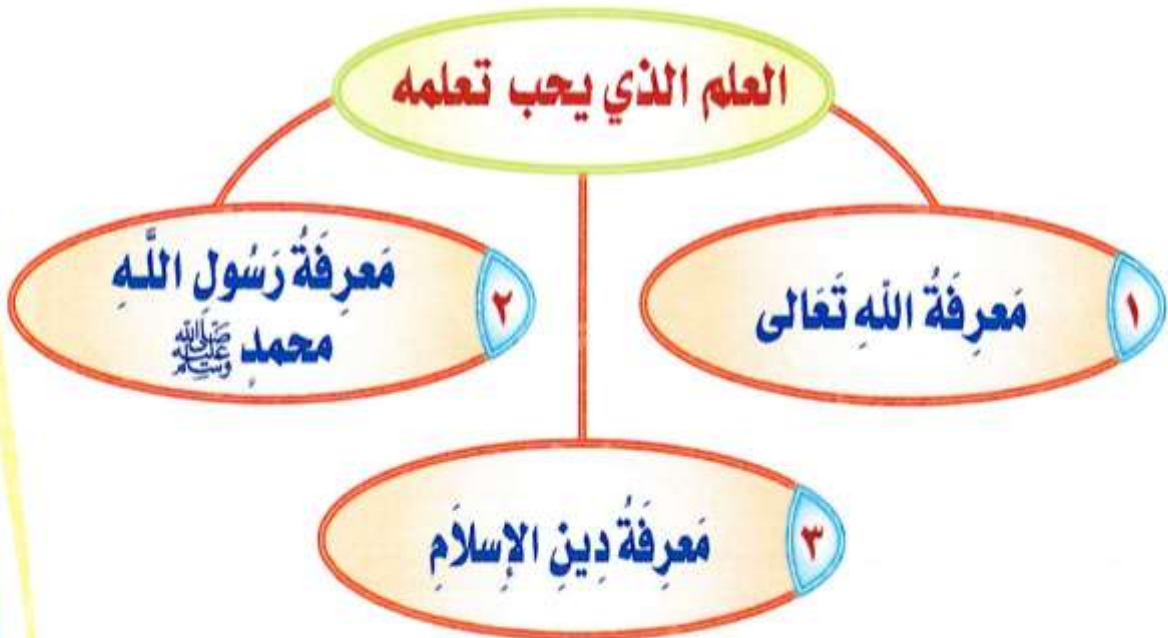 العلم الذي يحب تعلمه
١
مَعرِفَةُ اللّهِ تَعَالى
٢
مَعرِفَةُ رَسُولِ اللَّهِ
محمدٍ ﷺ
٣
مَعرِفَةُ دِينِ الإِسلاَمِ